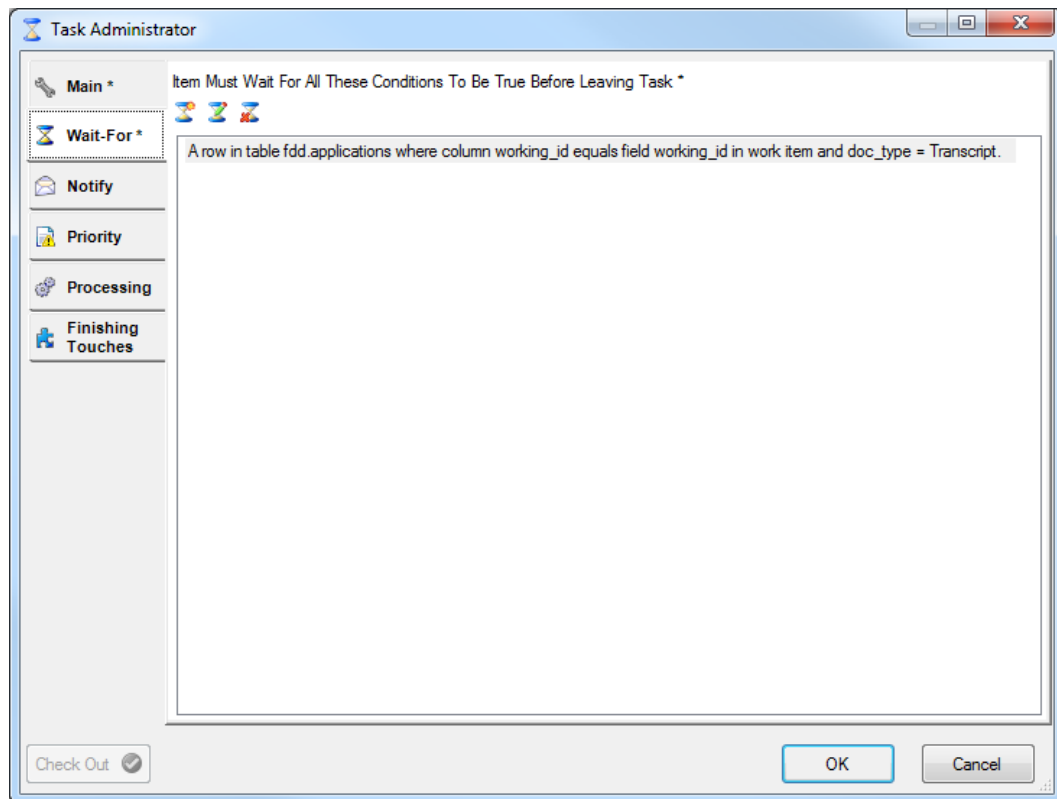 Task Administrator
Main *
Wait-For *
Notify
Priority
Processing
Finishing
Touches
Item Must Wait For All These Conditions To Be True Before Leaving Task *
A row in table fdd.applications where column working_id equals field working_id in work item and doc_type = Transcript.
Check Out
OK
Cancel